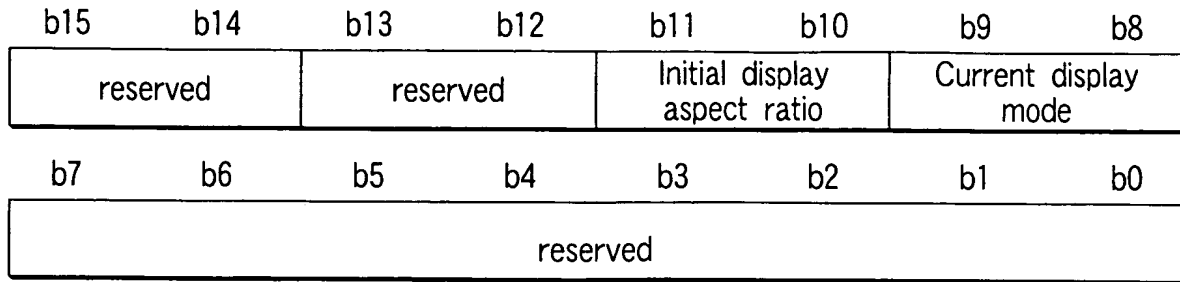 b15 b14 b13 b12 b11 b10 b9 b8
reserved reserved Initial display aspect ratio Current display mode
b7 b6 b5 b4 b3 b2 b1 b0
reserved